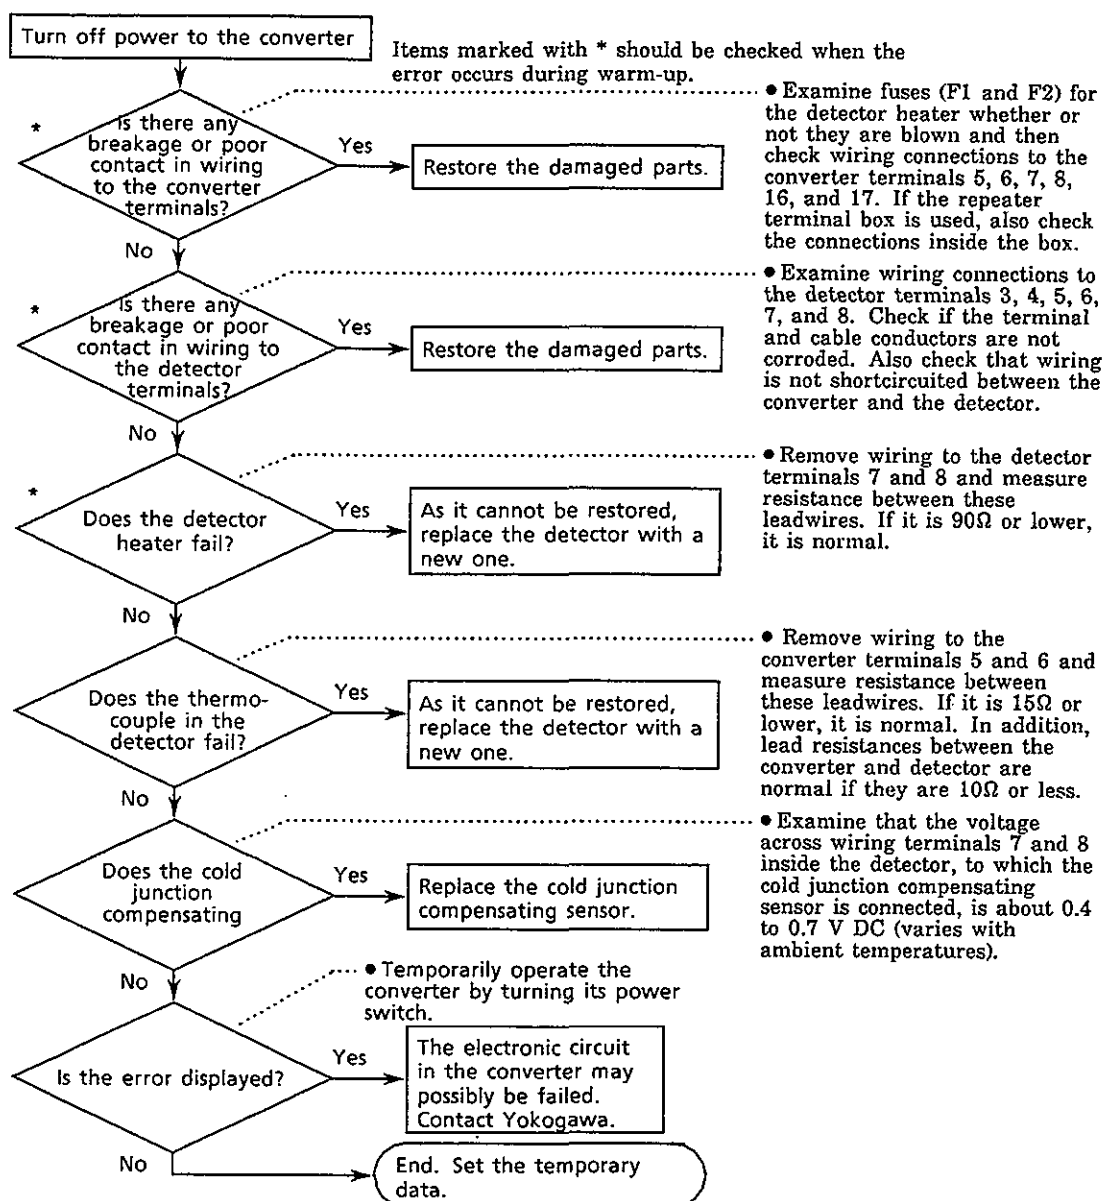 Turn off power to the converter
Items marked with * should be checked when the
error occurs during warm-up.
*
Is there any
breakage or poor
contact in wiring
to the converter
terminals?
Yes
Restore the damaged parts.
● Examine fuses (F1 and F2) for
the detector heater whether or
not they are blown and then
check wiring connections to the
converter terminals 5, 6, 7, 8,
16, and 17. If the repeater
terminal box is used, also check
the connections inside the box.
No
*
Is there any
breakage or poor
contact in wiring to
the detector
terminals?
Yes
Restore the damaged parts.
● Examine wiring connections to
the detector terminals 3, 4, 5, 6,
7, and 8. Check if the terminal
and cable conductors are not
corroded. Also check that wiring
is not shortcircuited between the
converter and the detector.
No
*
Does the detector
heater fail?
Yes
As it cannot be restored,
replace the detector with a
new one.
● Remove wiring to the detector
terminals 7 and 8 and measure
resistance between these
leadwires. If it is 90Ω or lower,
it is normal.
No
Does the thermo-
couple in the
detector fail?
Yes
As it cannot be restored,
replace the detector with a
new one.
● Remove wiring to the
converter terminals 5 and 6 and
measure resistance between
these leadwires. If it is 15Ω or
lower, it is normal. In addition,
lead resistances between the
converter and detector are
normal if they are 10Ω or less.
No
Does the cold
junction
compensating
Yes
Replace the cold junction
compensating sensor.
● Examine that the voltage
across wiring terminals 7 and 8
inside the detector, to which the
cold junction compensating
sensor is connected, is about 0.4
to 0.7 V DC (varies with
ambient temperatures).
No
● Temporarily operate the
converter by turning its power
switch.
Is the error displayed?
Yes
The electronic circuit
in the converter may
possibly be failed.
Contact Yokogawa.
No
End. Set the temporary
data.